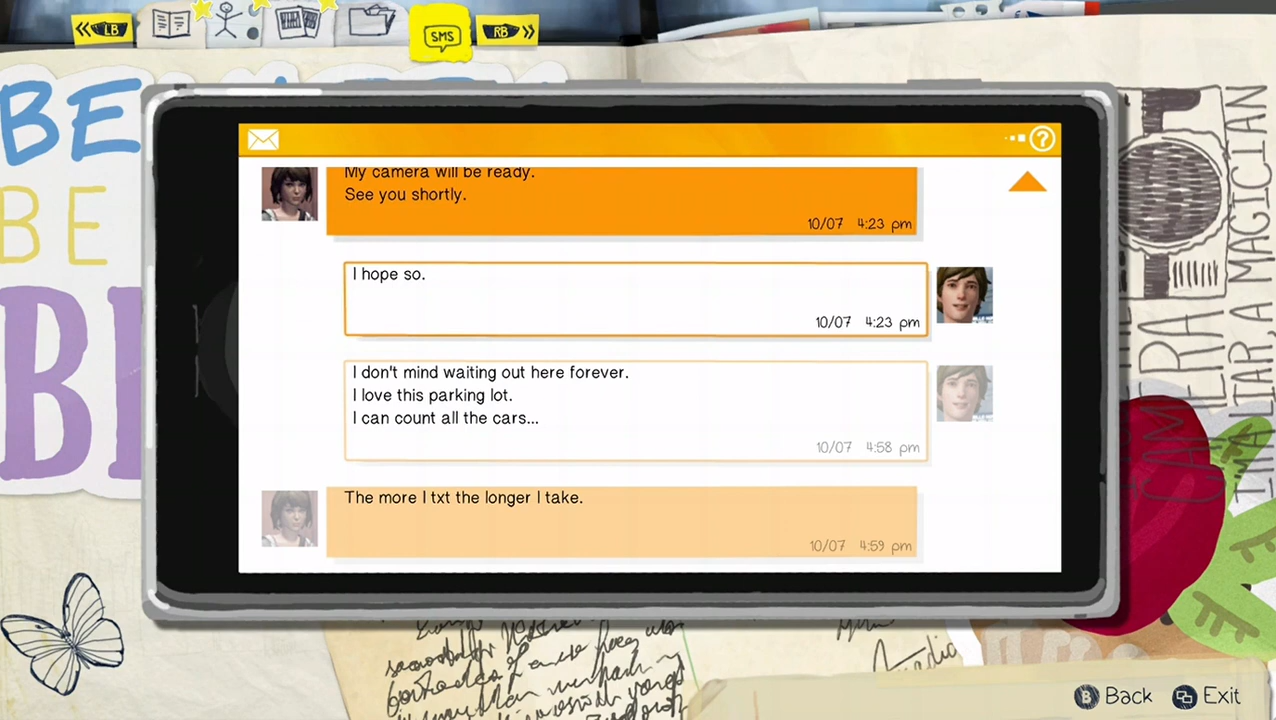 LB
SMS
RB
BE
BE
My camera will be ready.
See you shortly.
10/07 4:23 pm
I hope so.
10/07 4:23 pm
I don't mind waiting out here forever.
I love this parking lot.
I can count all the cars...
10/07 4:58 pm
The more I txt the longer I take.
10/07 4:59 pm
CAMERA
LIAR, A MAGICIAN
B Back
Exit